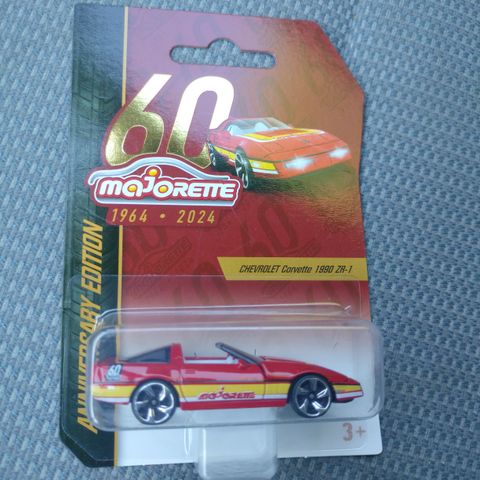 60
MAJORETTE
1964 • 2024
ANNIVERSARY EDITION
CHEVROLET Corvette 1990 ZR-1
60
MAJORETTE
3+